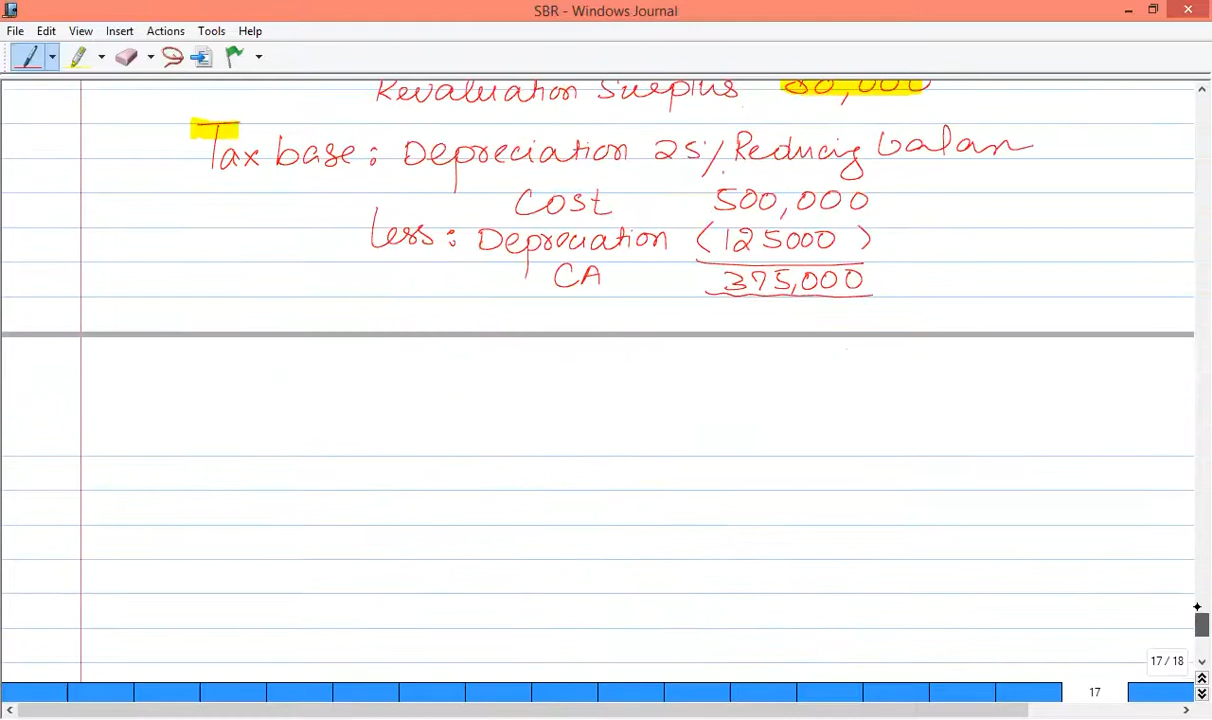 SBR - Windows Journal
File Edit View Insert Actions Tools Help
Revaluation Surplus 80,000
Tax base: Depreciation 25% Reducing balan
Cost 500,000
Less: Depreciation (125000)
CA 375,000
17 / 18
17